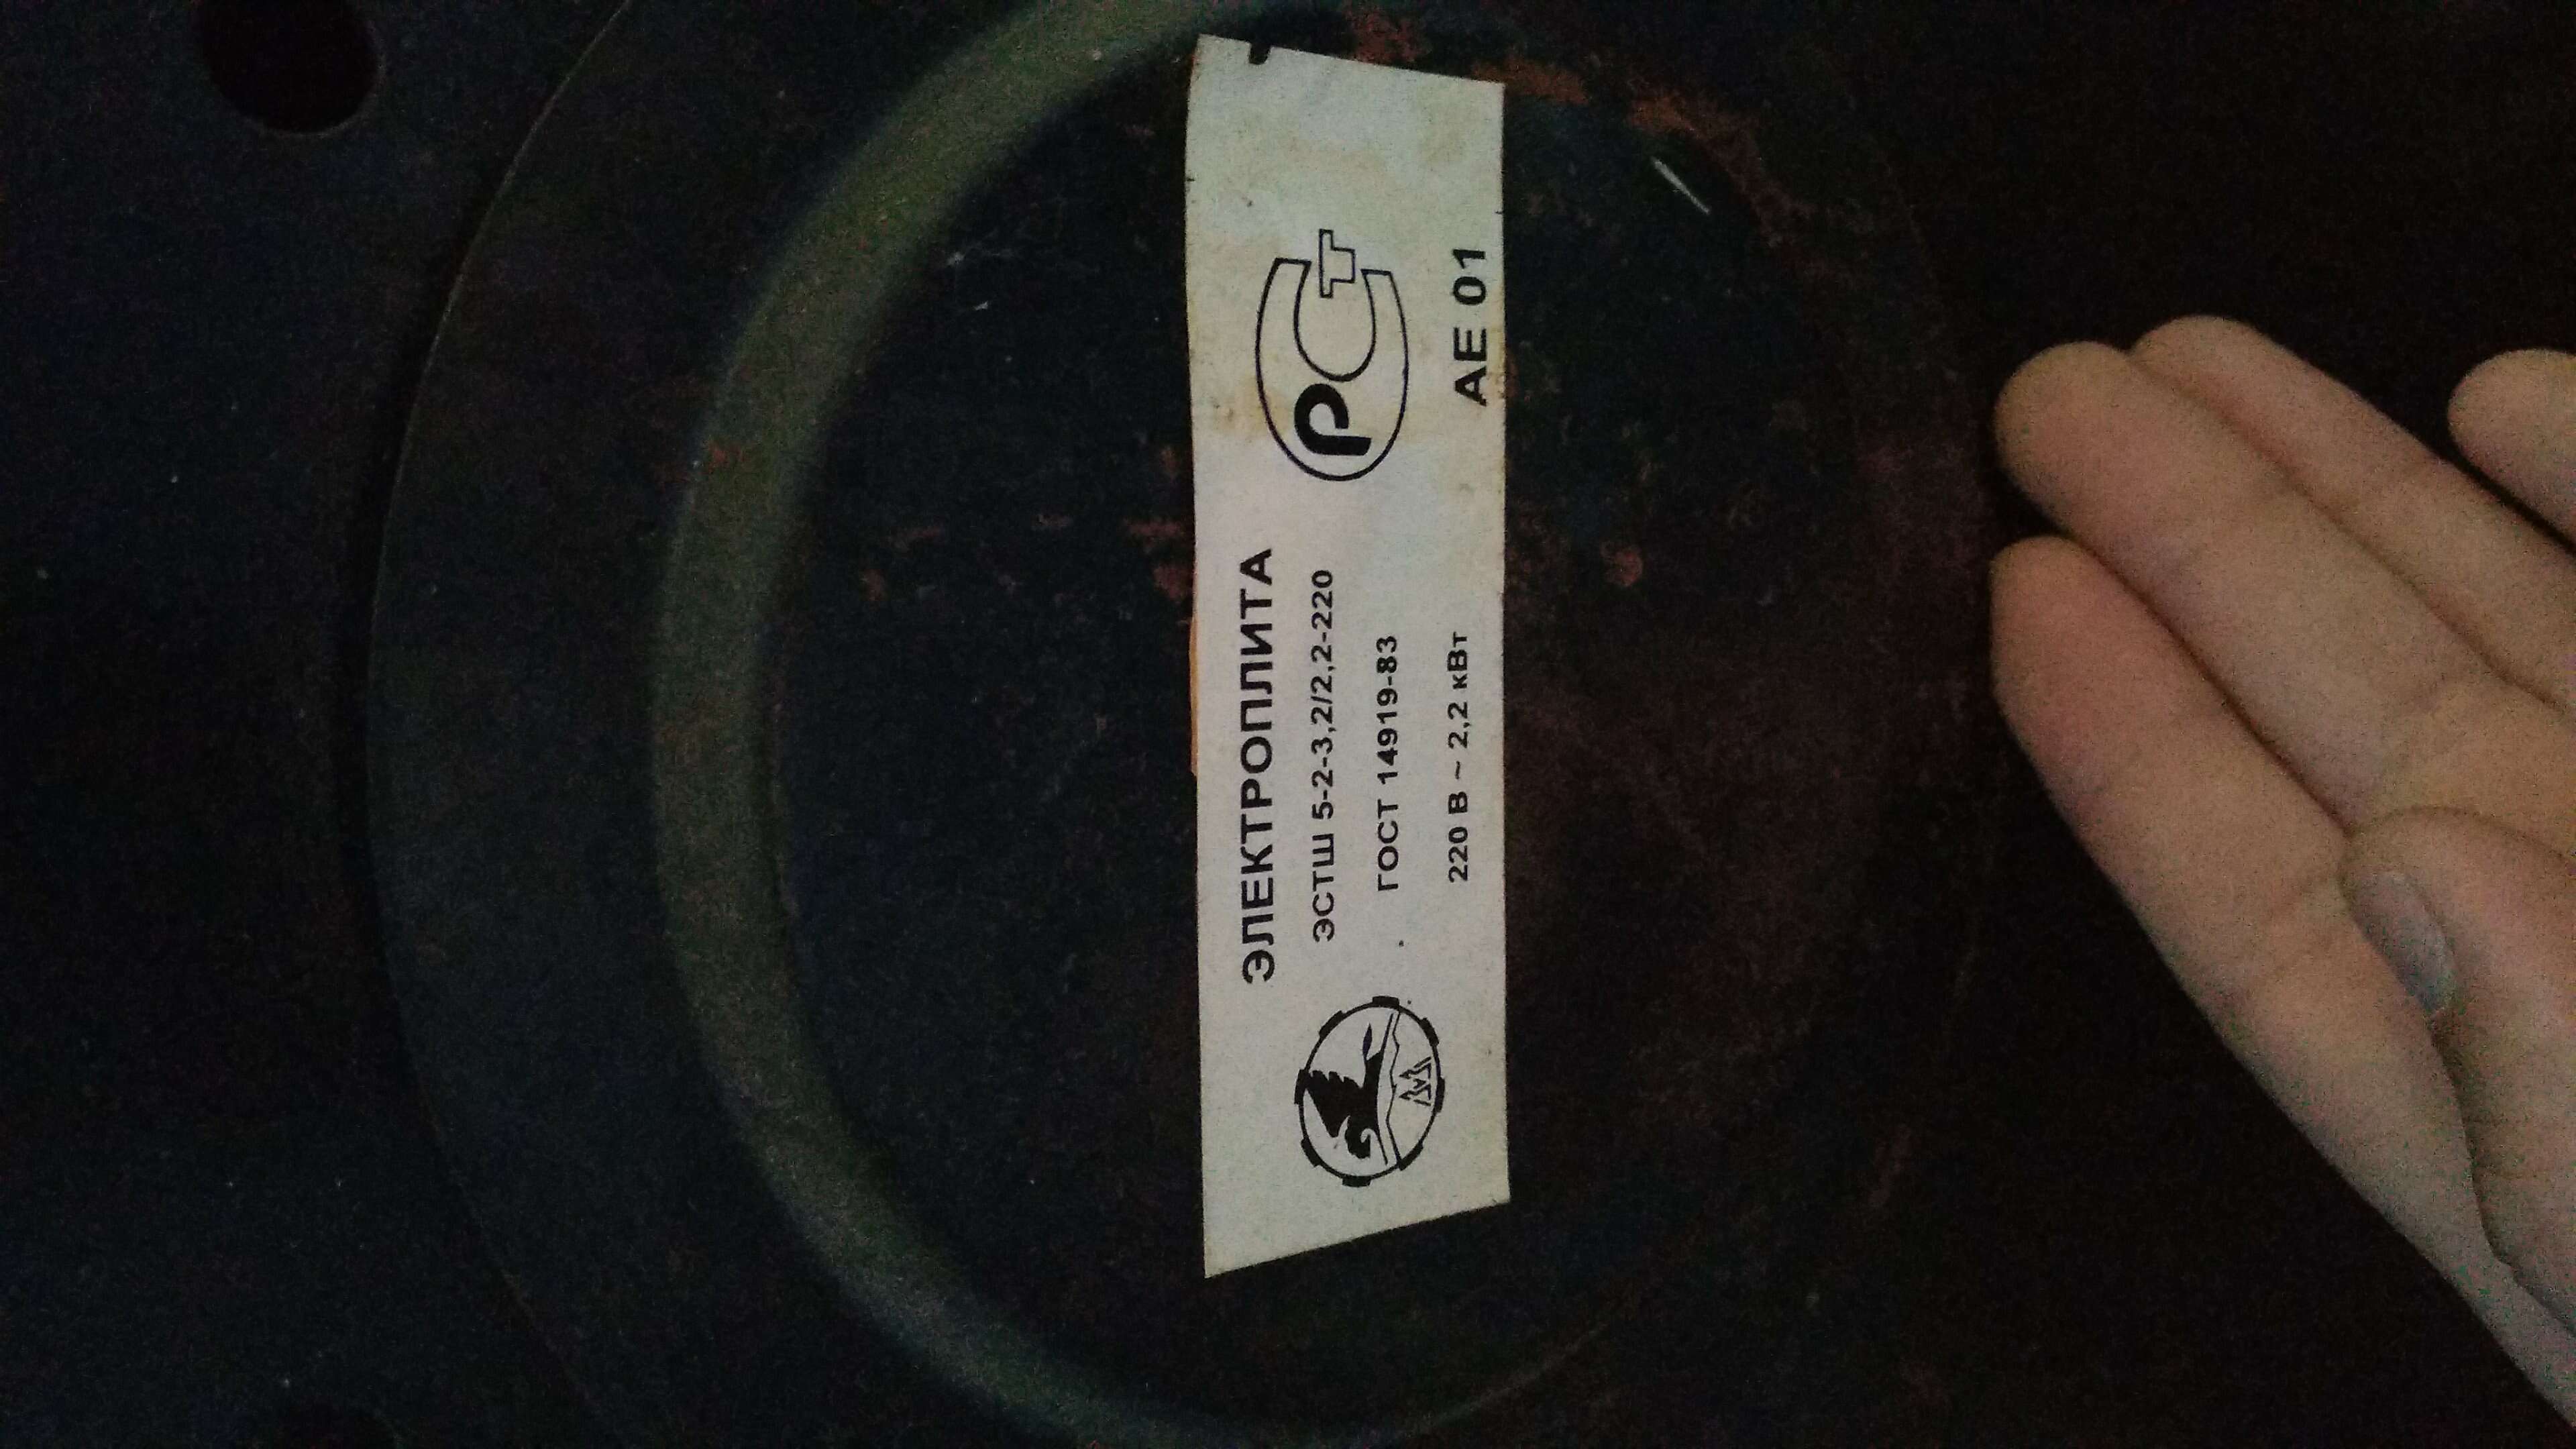 ЭЛЕКТРОПЛИТА
ЭСТШ 5-2-3,2/2,2-220
ГОСТ 14919-83
220 В ~ 2,2 кВт
РСТ
АЕ 01